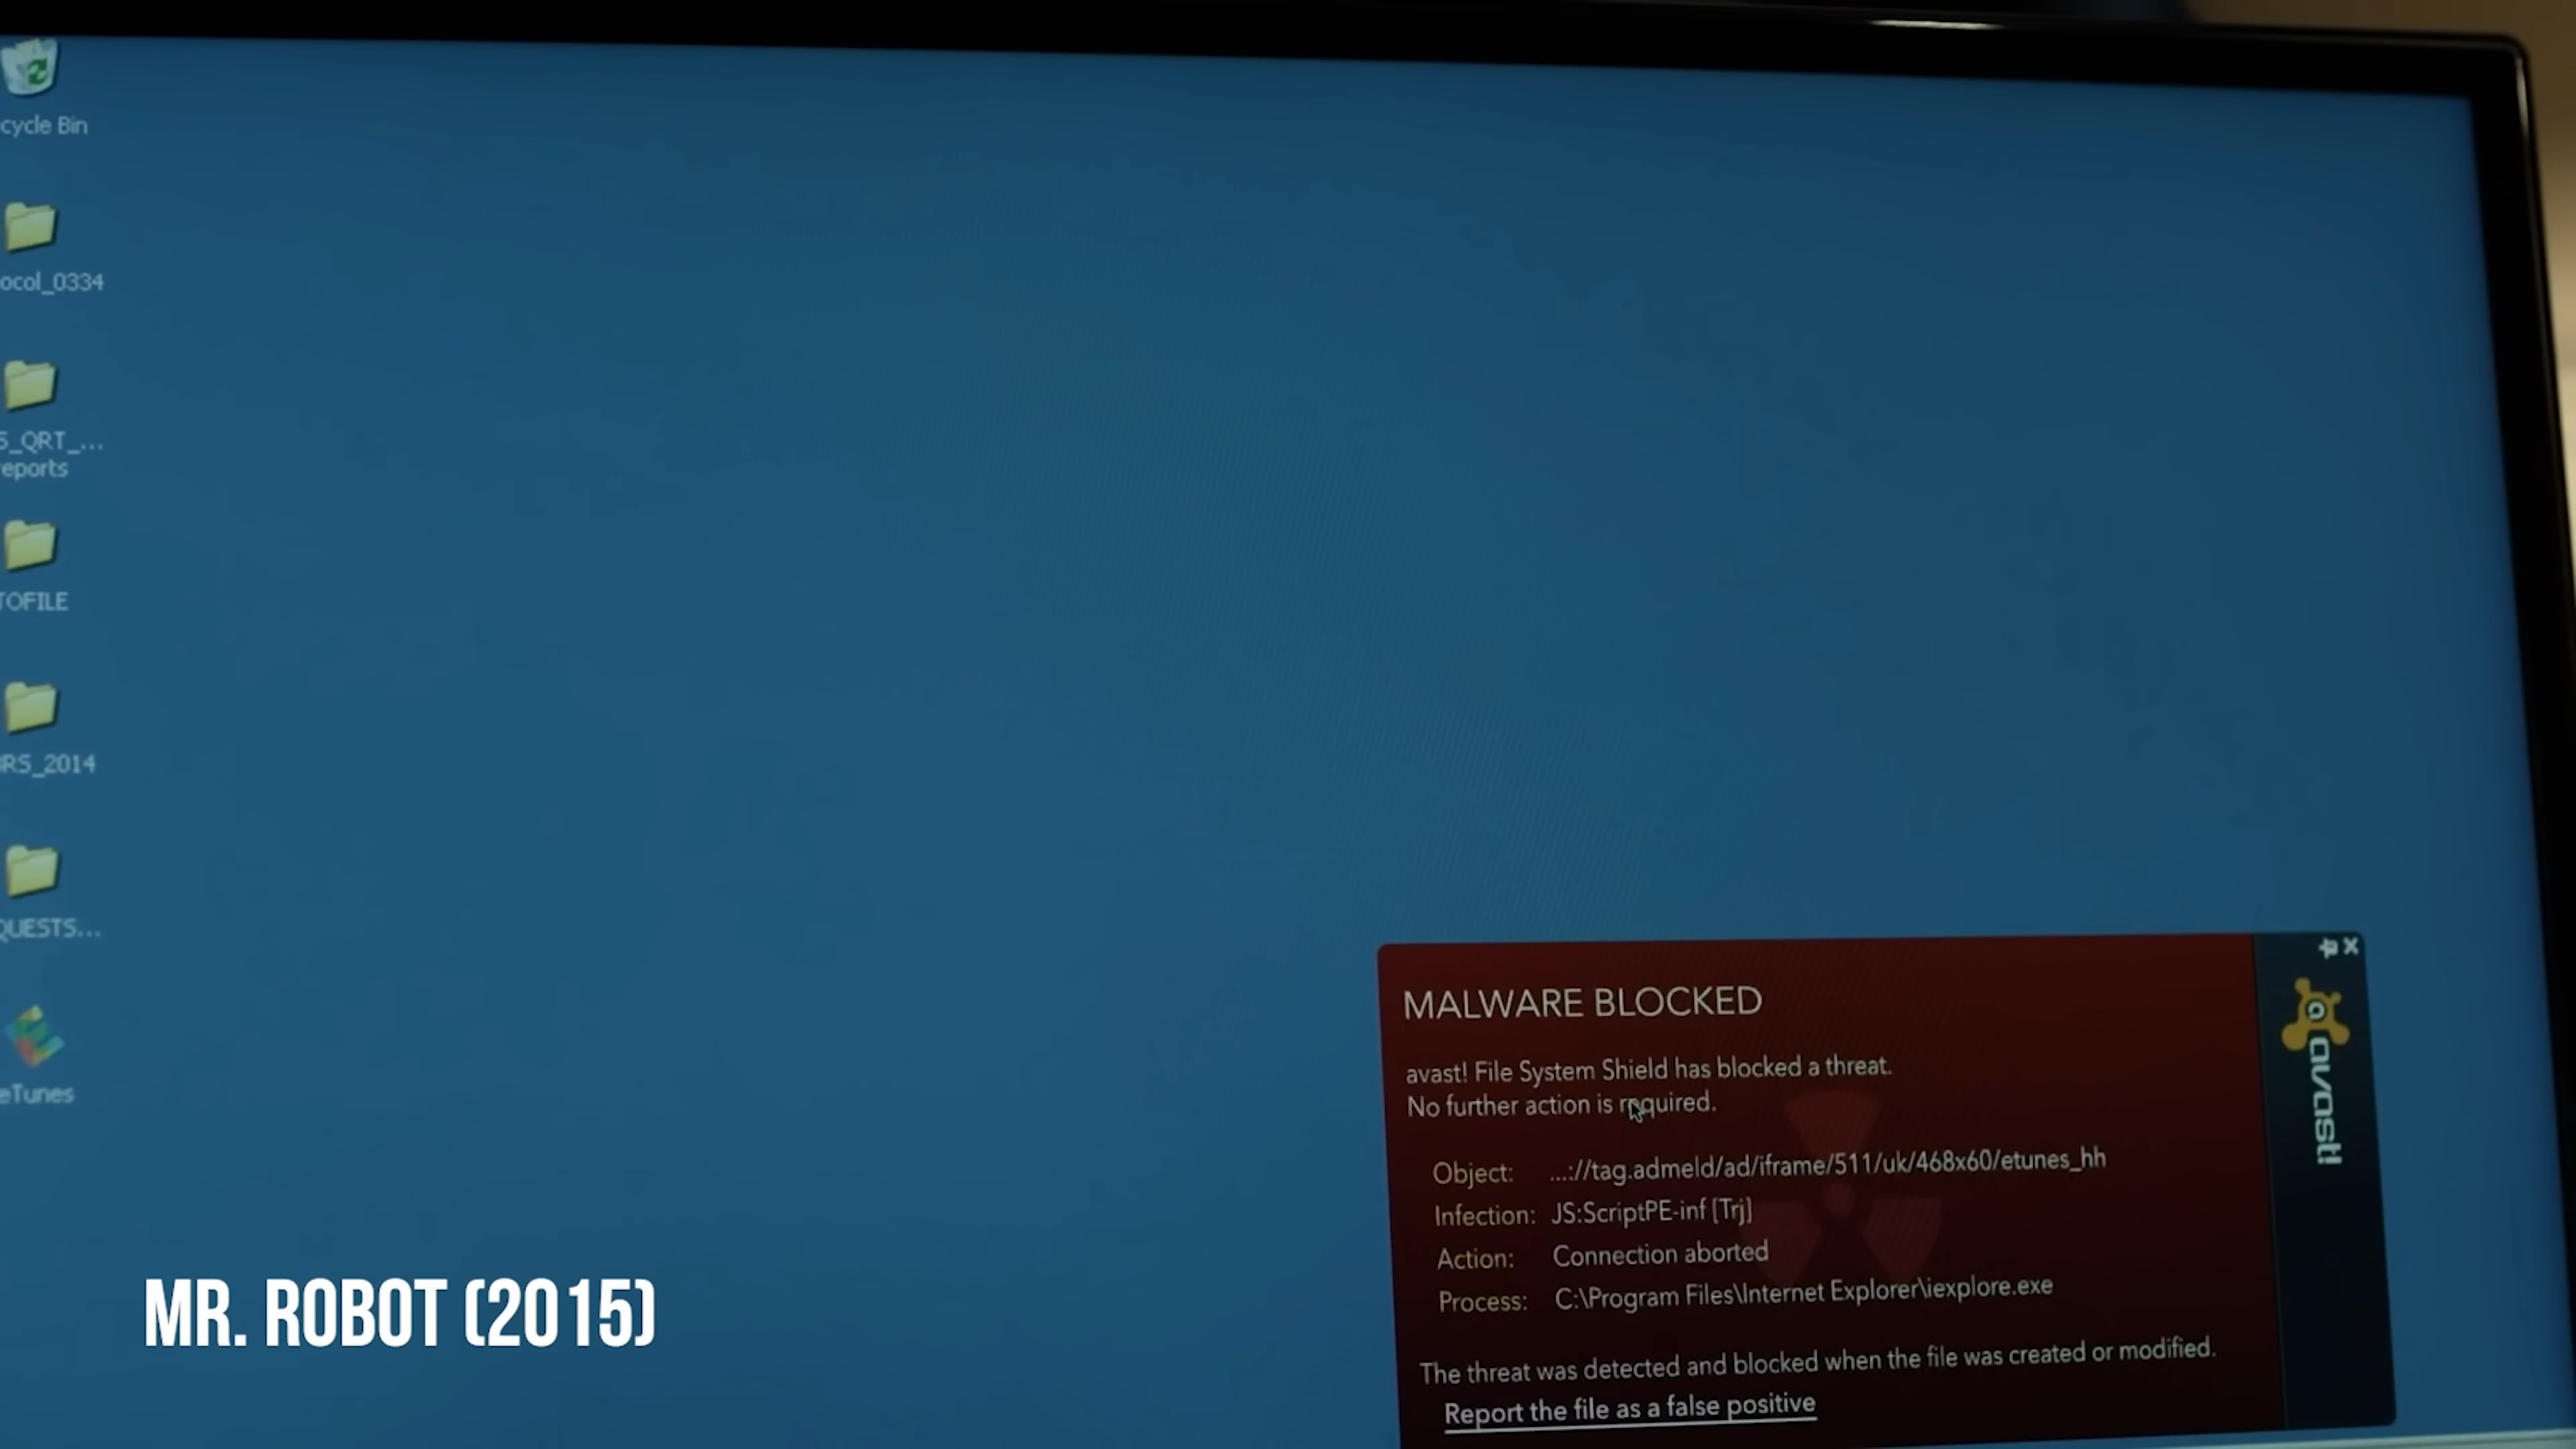 cycle Bin
ocol_0334
5_QRT_...
eports
TOFILE
RS_2014
QUESTS...
eTunes
MALWARE BLOCKED
avast! File System Shield has blocked a threat.
No further action is required.
Object: ...://tag.admeld/ad/iframe/511/uk/468x60/etunes_hh
Infection: JS:ScriptPE-inf [Trj]
Action: Connection aborted
Process: C:\Program Files\Internet Explorer\iexplore.exe
The threat was detected and blocked when the file was created or modified.
Report the file as a false positive
avast!
MR. ROBOT (2015)